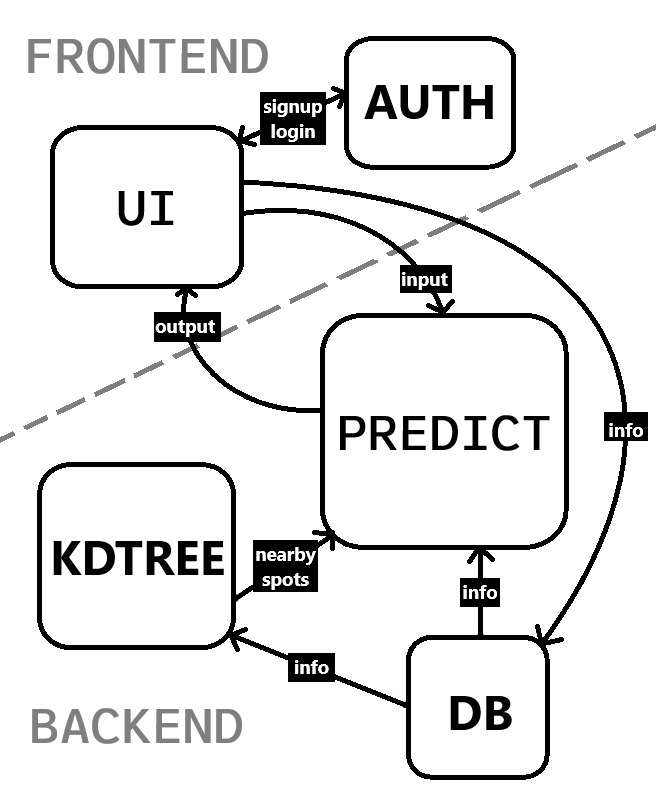 FRONTEND
AUTH
signup
login
UI
input
output
PREDICT
info
KDTREE
nearby
spots
info
info
DB
BACKEND